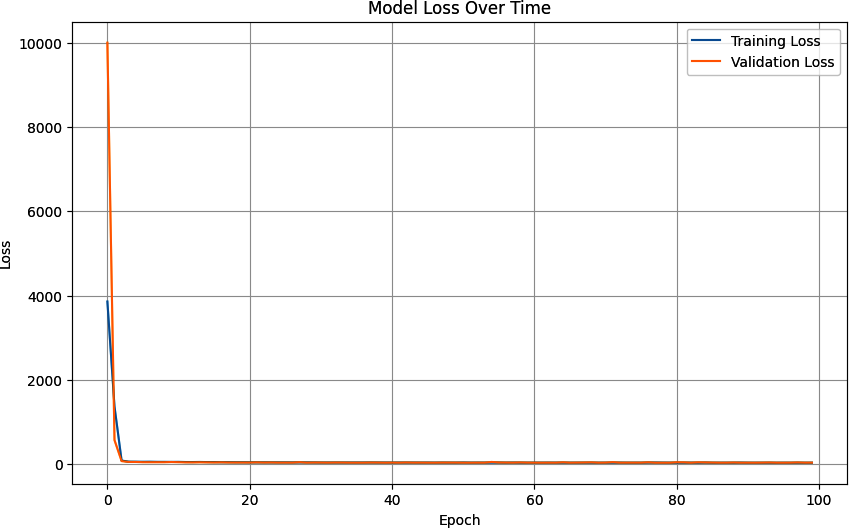 Model Loss Over Time
Training Loss
Validation Loss
10000
8000
6000
4000
2000
0
Loss
0 20 40 60 80 100
Epoch